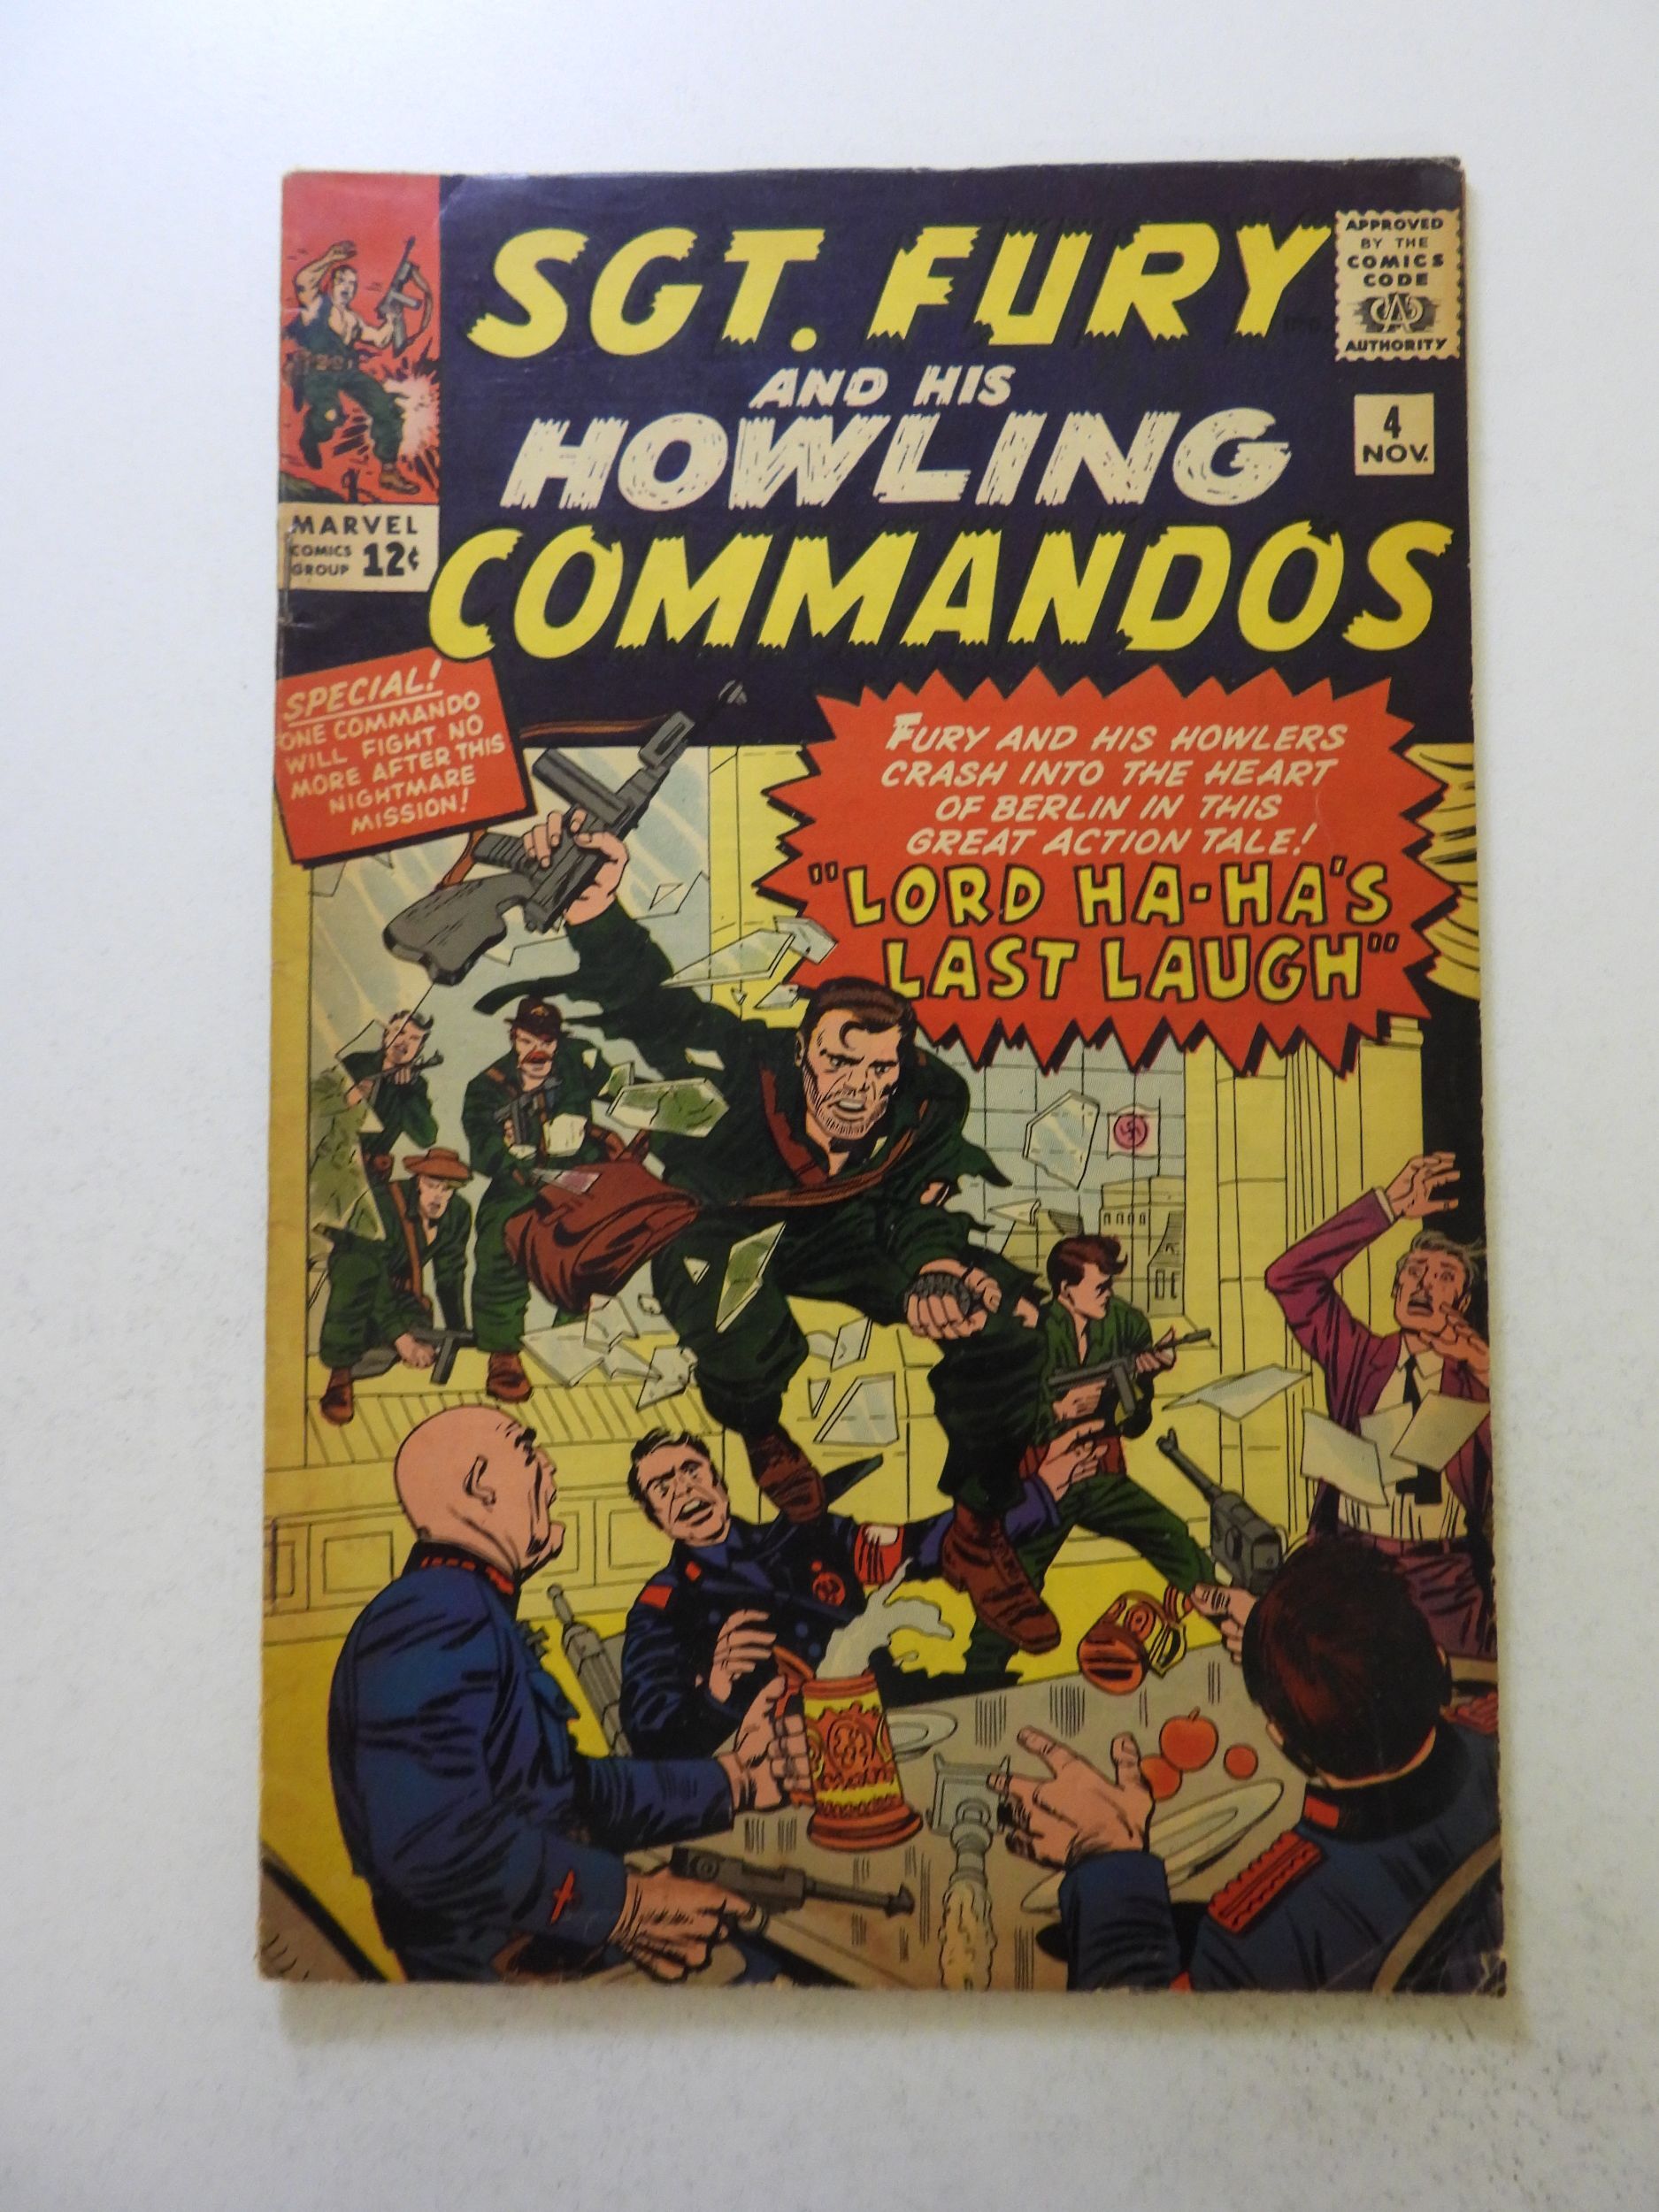 SGT. FURY
AND HIS
HOWLING
COMMANDOS
APPROVED
BY THE
COMICS
CODE
CA
AUTHORITY
4
NOV.
MARVEL
COMICS
GROUP 12¢
SPECIAL!
ONE COMMANDO
WILL FIGHT NO
MORE AFTER THIS
NIGHTMARE
MISSION!
FURY AND HIS HOWLERS
CRASH INTO THE HEART
OF BERLIN IN THIS
GREAT ACTION TALE!
"LORD HA-HA'S
LAST LAUGH"